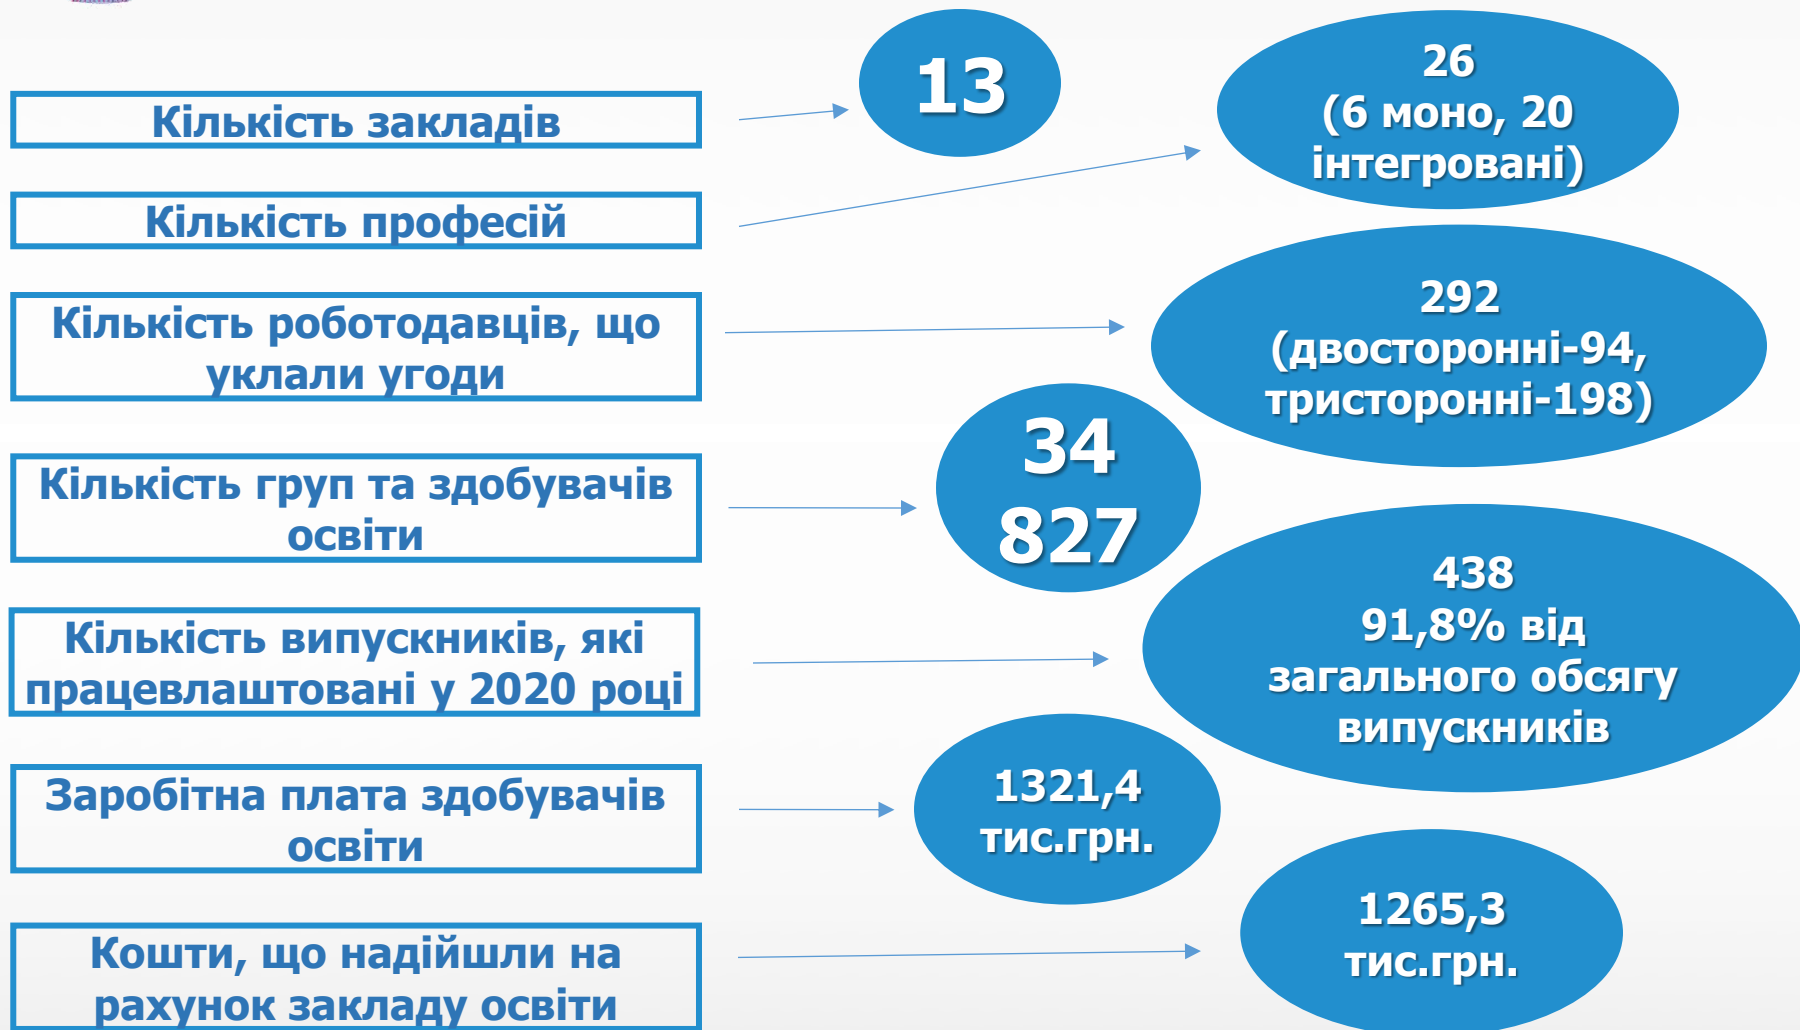 Кількість закладів
13
Кількість професій
26
(6 моно, 20
інтегровані)
Кількість роботодавців, що
уклали угоди
292
(двосторонні-94,
тристоронні-198)
Кількість груп та здобувачів
освіти
34
827
Кількість випускників, які
працевлаштовані у 2020 році
438
91,8% від
загального обсягу
випускників
Заробітна плата здобувачів
освіти
1321,4
тис.грн.
Кошти, що надійшли на
рахунок закладу освіти
1265,3
тис.грн.